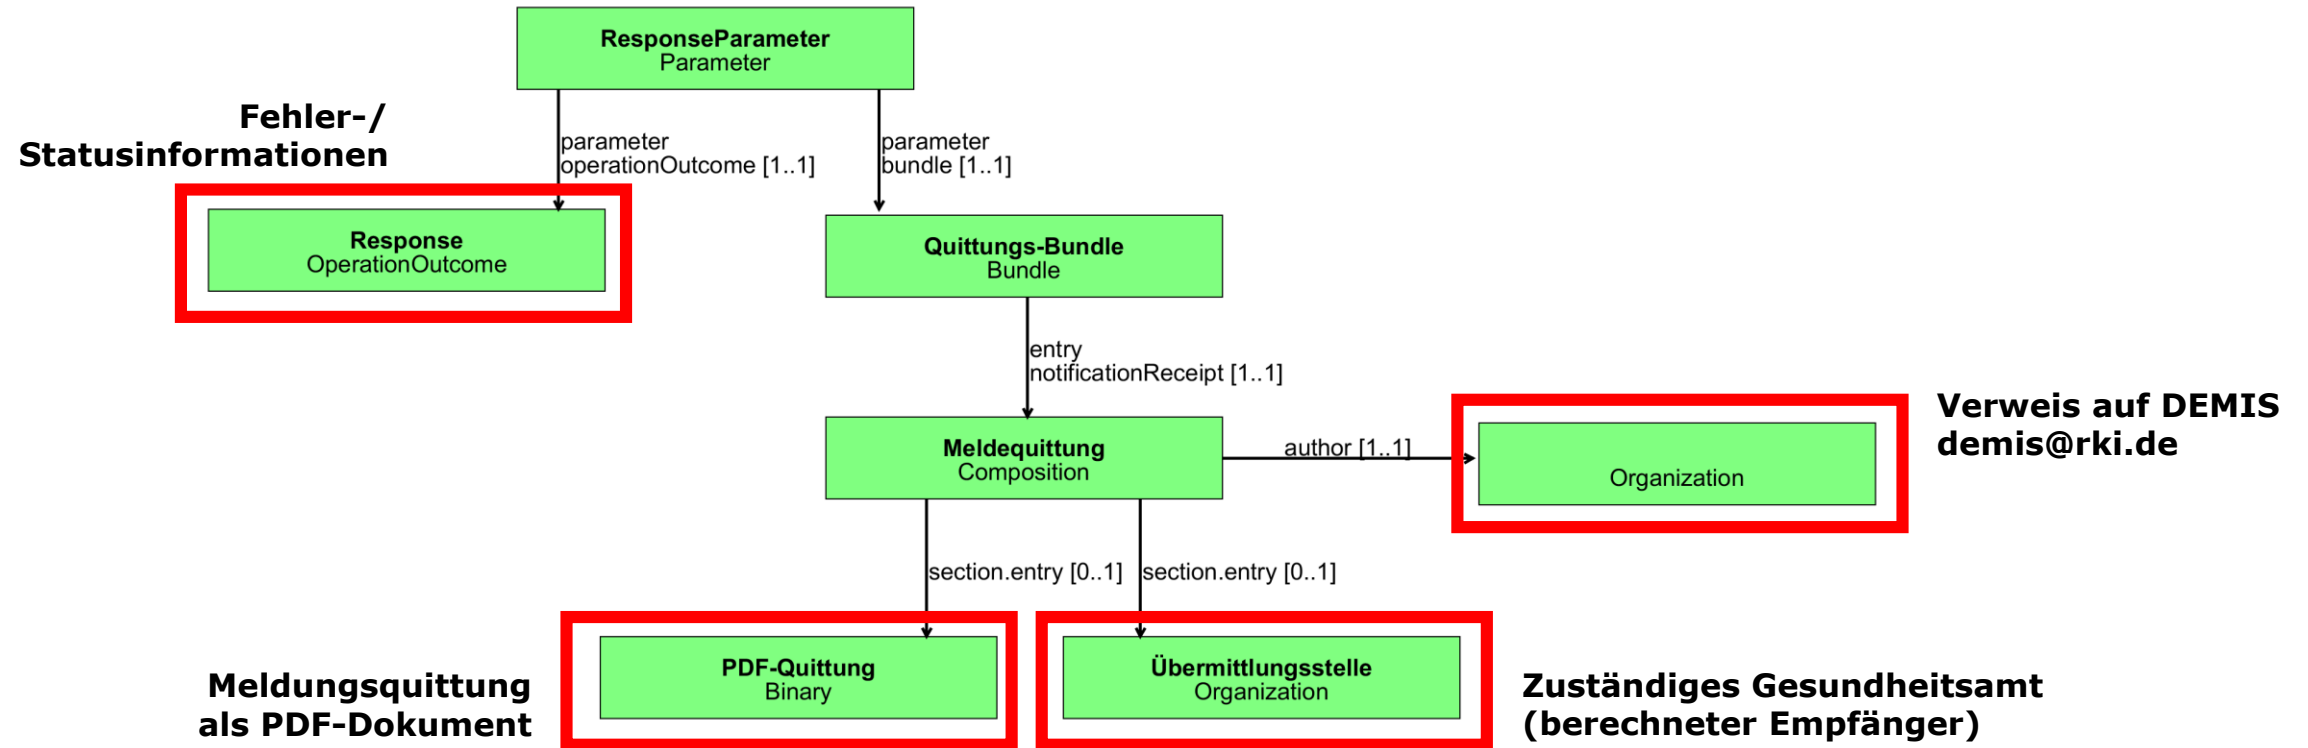 ResponseParameter
Parameter
Fehler-/
Statusinformationen
parameter
operationOutcome [1..1]
parameter
bundle [1..1]
Response
OperationOutcome
Quittungs-Bundle
Bundle
entry
notificationReceipt [1..1]
Verweis auf DEMIS
demis@rki.de
Meldequittung
Composition
author [1..1]
Organization
section.entry [0..1]
section.entry [0..1]
Meldungsquittung
als PDF-Dokument
PDF-Quittung
Binary
Übermittlungsstelle
Organization
Zuständiges Gesundheitsamt
(berechneter Empfänger)